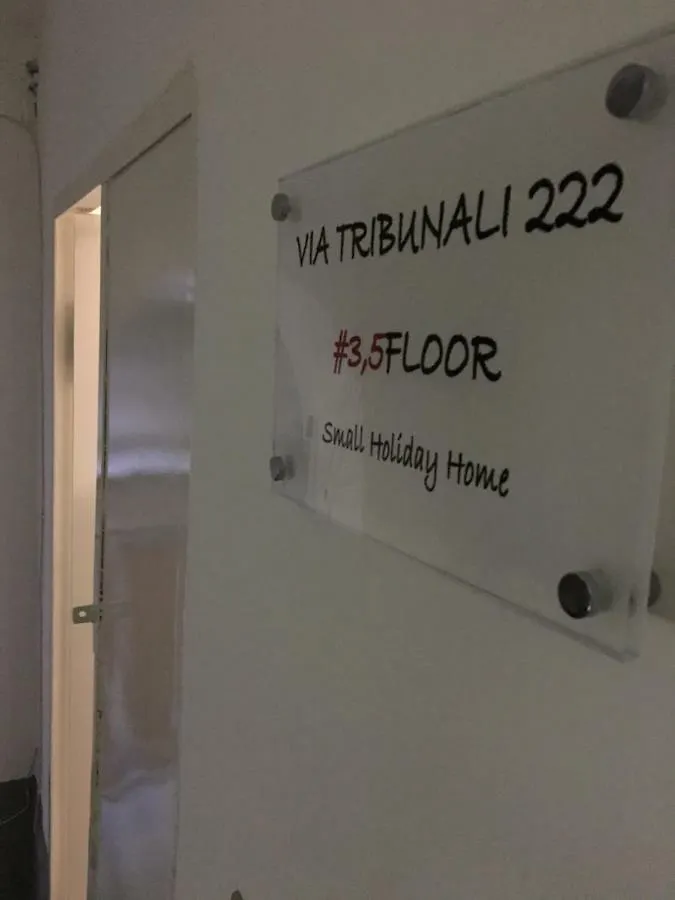 VIA TRIBUNALI 222
#3,5FLOOR
Small Holiday Home